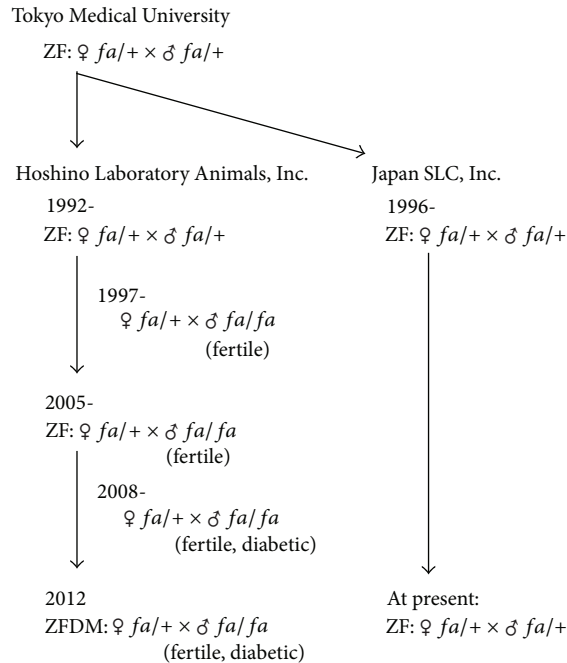 Tokyo Medical University
ZF: ♀ fa/+ × ♂ fa/+
Hoshino Laboratory Animals, Inc.
1992-
ZF: ♀ fa/+ × ♂ fa/+
1997-
♀ fa/+ × ♂ fa/fa
(fertile)
2005-
ZF: ♀ fa/+ × ♂ fa/fa
(fertile)
2008-
♀ fa/+ × ♂ fa/fa
(fertile, diabetic)
2012
ZFDM: ♀ fa/+ × ♂ fa/fa
(fertile, diabetic)
Japan SLC, Inc.
1996-
ZF: ♀ fa/+ × ♂ fa/+
At present:
ZF: ♀ fa/+ × ♂ fa/+